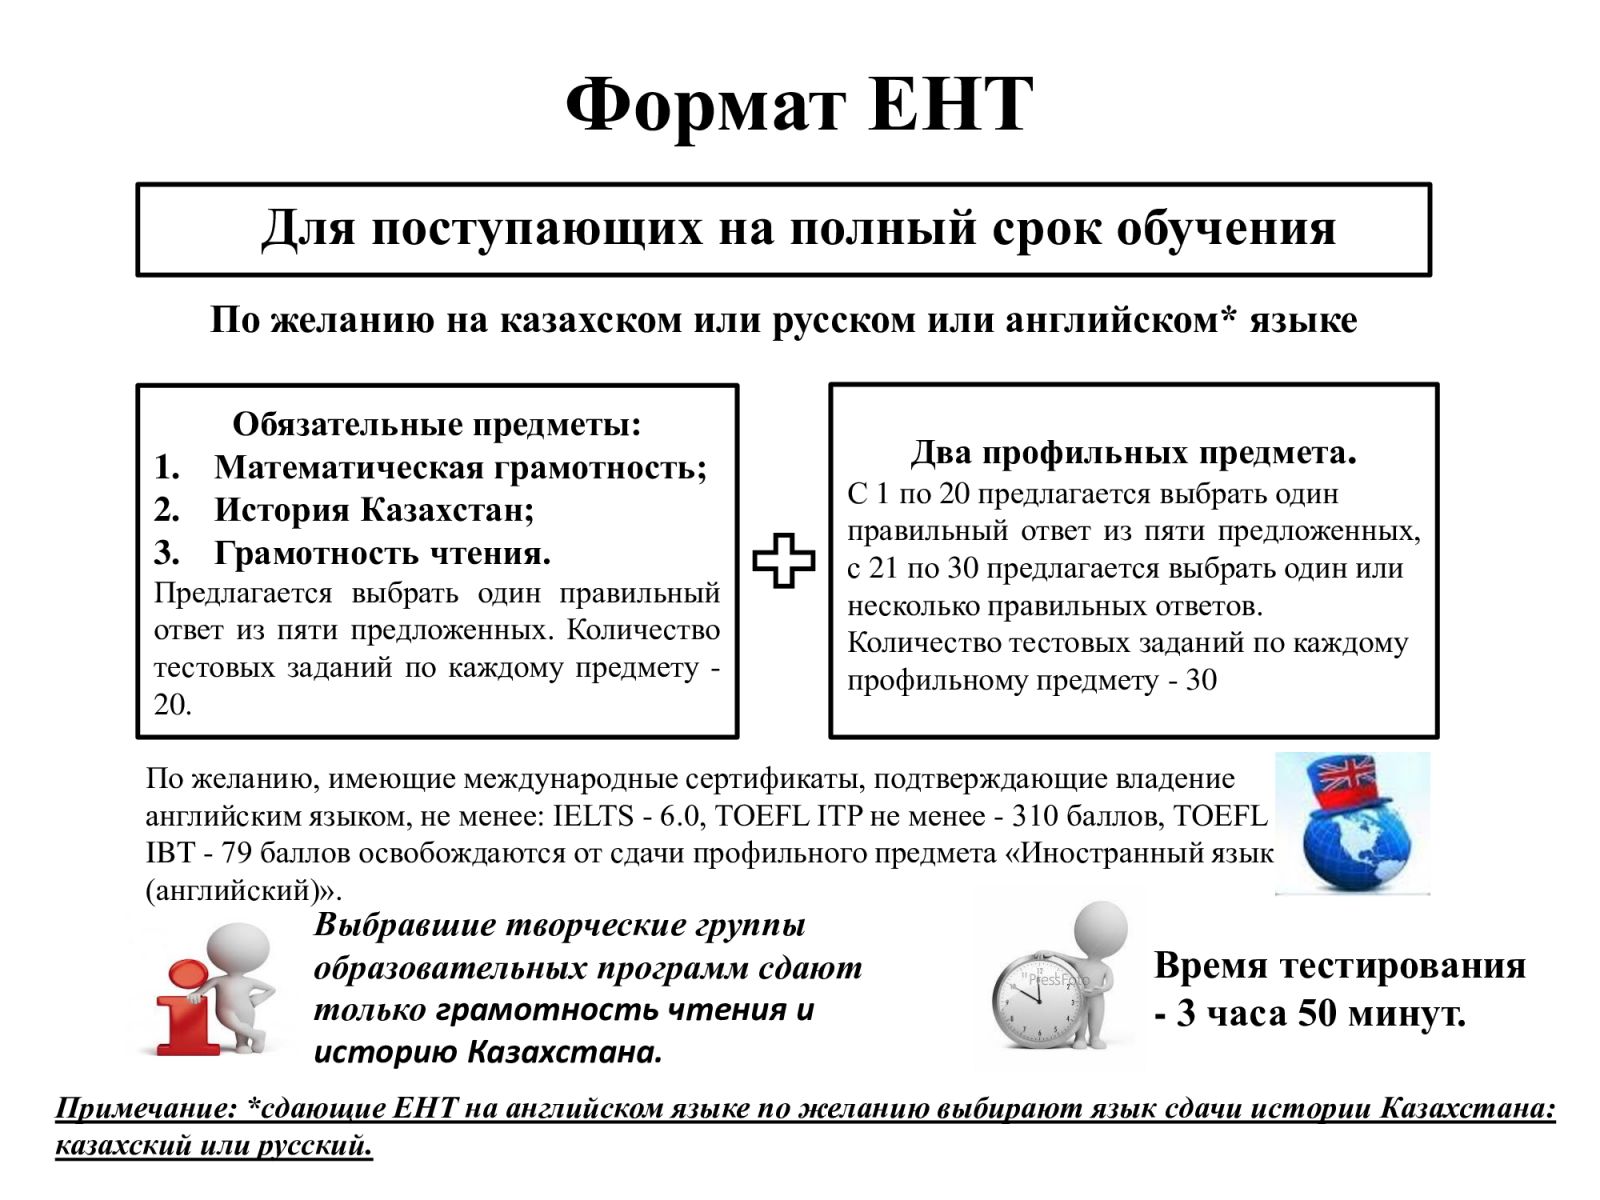 Формат ЕНТ
Для поступающих на полный срок обучения
По желанию на казахском или русском или английском* языке
Обязательные предметы:
1. Математическая грамотность;
2. История Казахстан;
3. Грамотность чтения.
Предлагается выбрать один правильный
ответ из пяти предложенных. Количество
тестовых заданий по каждому предмету -
20.
Два профильных предмета.
С 1 по 20 предлагается выбрать один
правильный ответ из пяти предложенных,
с 21 по 30 предлагается выбрать один или
несколько правильных ответов.
Количество тестовых заданий по каждому
профильному предмету - 30
По желанию, имеющие международные сертификаты, подтверждающие владение
английским языком, не менее: IELTS - 6.0, TOEFL ITP не менее - 310 баллов, TOEFL
IBT - 79 баллов освобождаются от сдачи профильного предмета «Иностранный язык
(английский)».
Выбравшие творческие группы
образовательных программ сдают
только грамотность чтения и
историю Казахстана.
"PressFoto
Время тестирования
- 3 часа 50 минут.
Примечание: *сдающие ЕНТ на английском языке по желанию выбирают язык сдачи истории Казахстана:
казахский или русский.